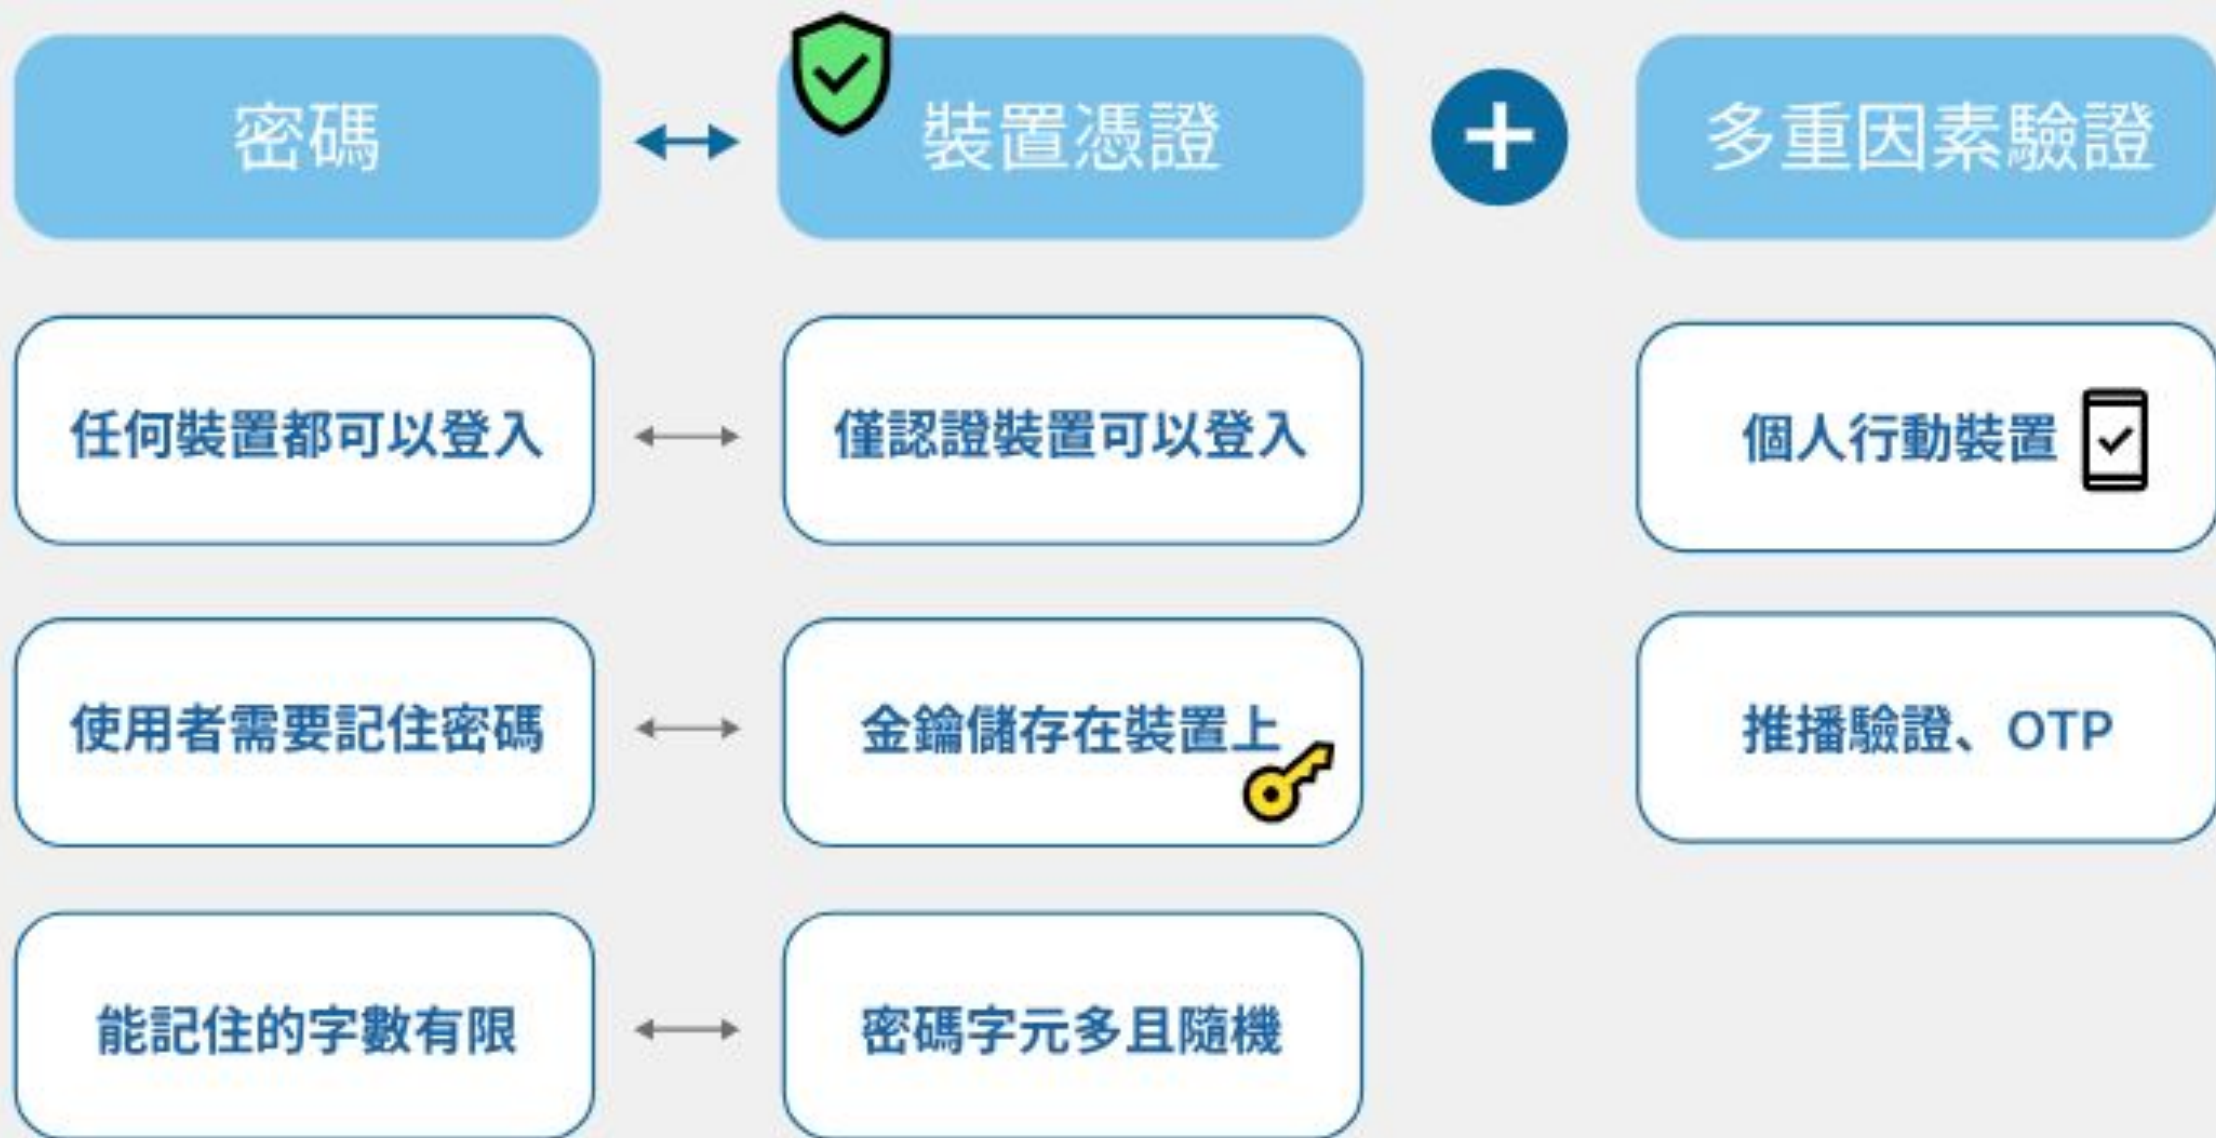 密碼
裝置憑證
多重因素驗證
任何裝置都可以登入
僅認證裝置可以登入
個人行動裝置
使用者需要記住密碼
金鑰儲存在裝置上
推播驗證、OTP
能記住的字數有限
密碼字元多且隨機